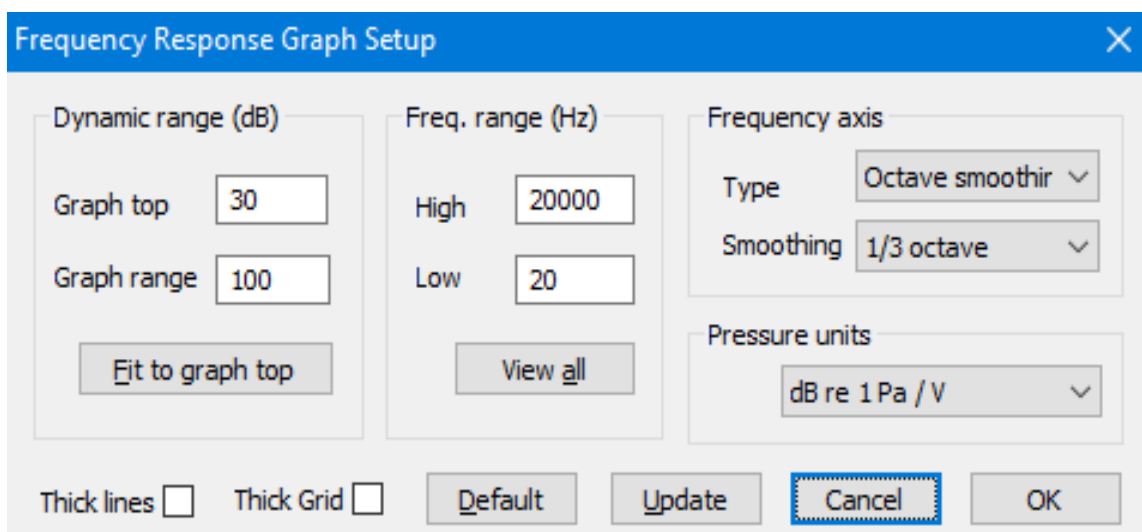 Frequency Response Graph Setup
Dynamic range (dB)
Graph top 30
Graph range 100
Fit to graph top
Freq. range (Hz)
High 20000
Low 20
View all
Frequency axis
Type Octave smoothir
Smoothing 1/3 octave
Pressure units
dB re 1 Pa / V
Thick lines Thick Grid Default Update Cancel OK